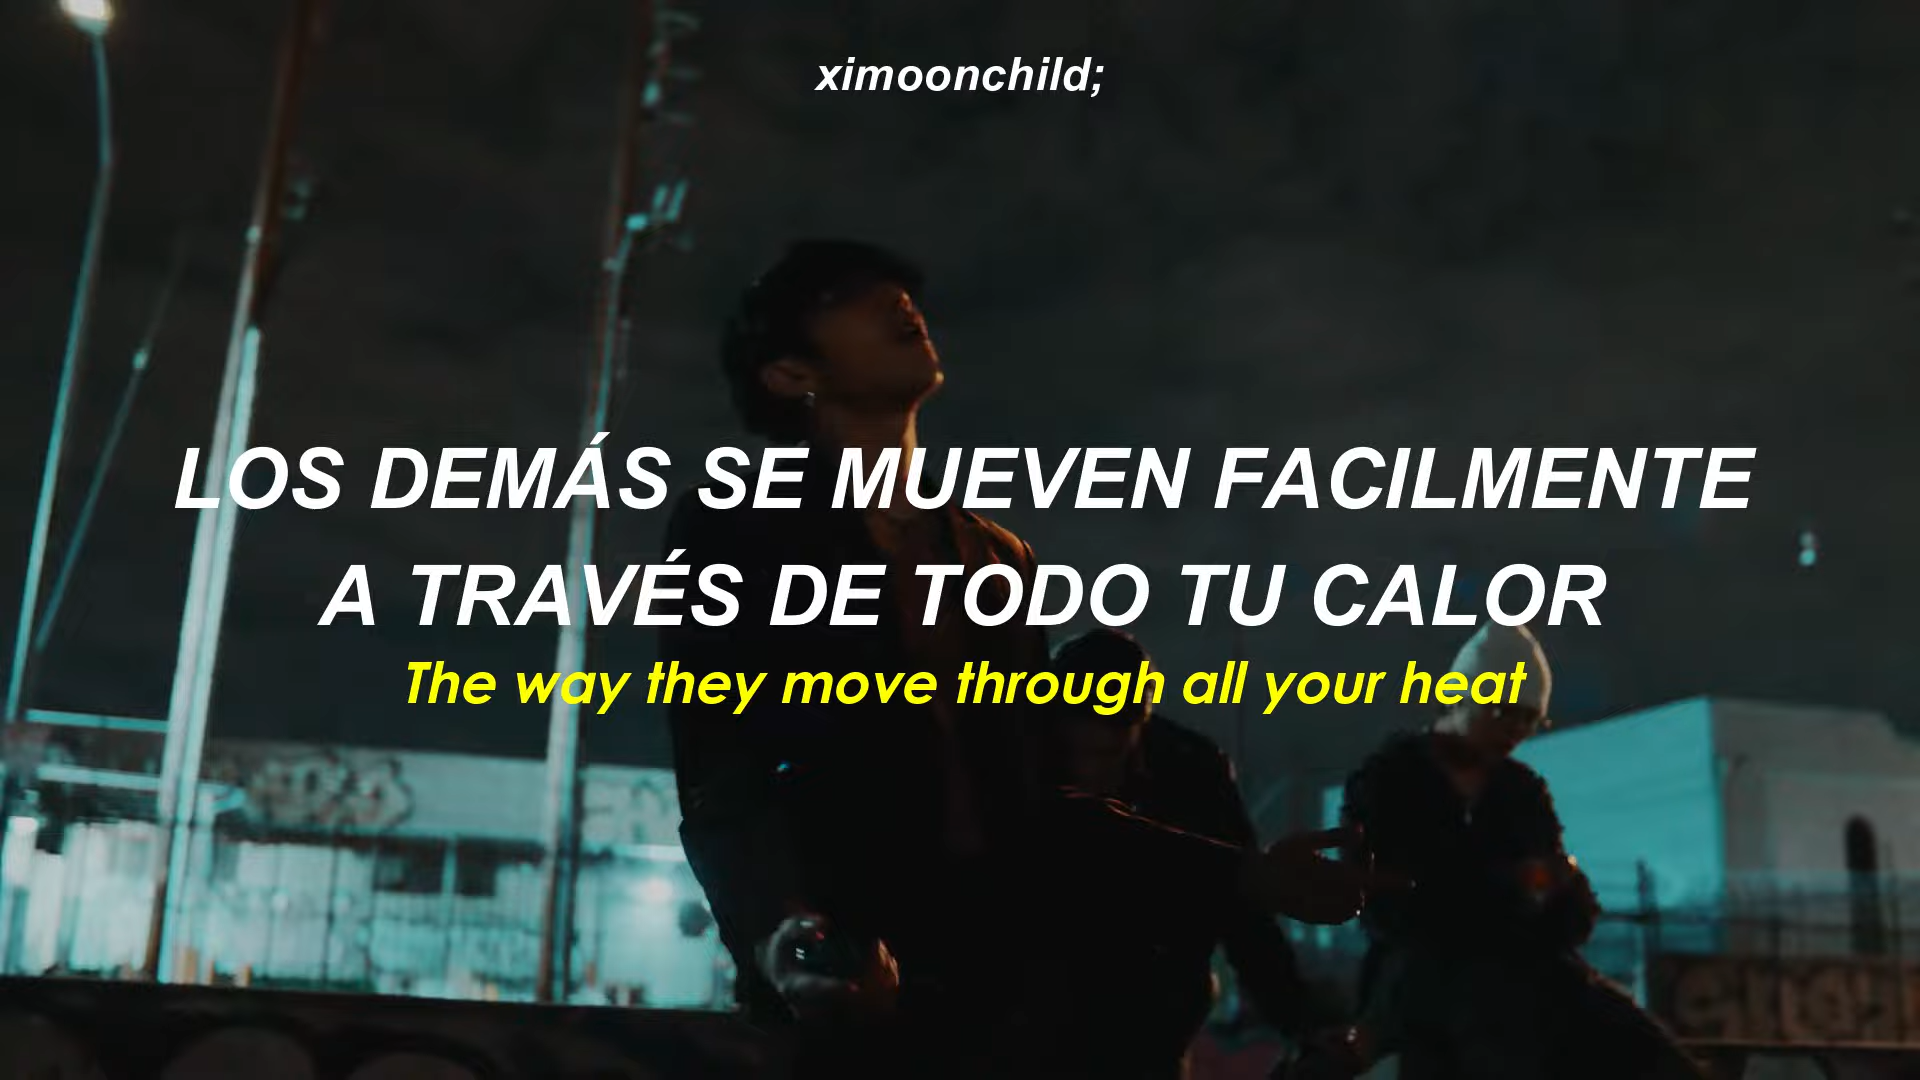 ximoonchild;
LOS DEMÁS SE MUEVEN FACILMENTE
A TRAVÉS DE TODO TU CALOR
The way they move through all your heat